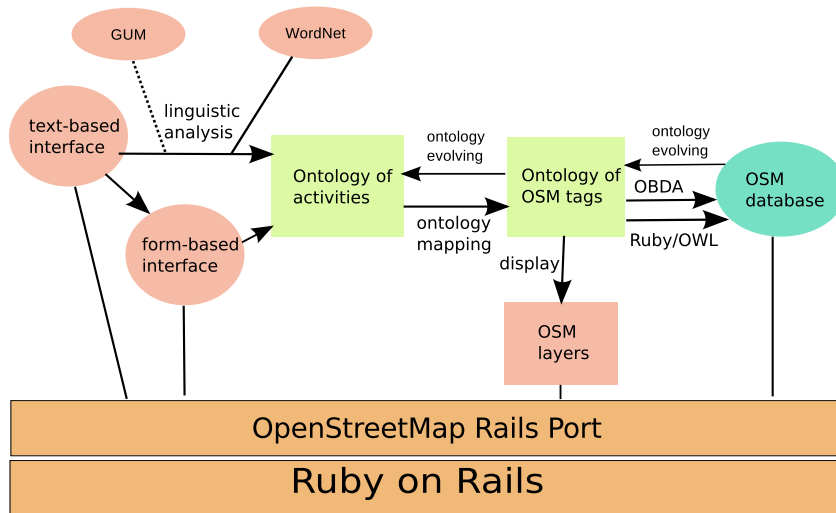 GUM
WordNet
linguistic
analysis
text-based
interface
form-based
interface
Ontology of
activities
ontology
evolving
ontology
mapping
Ontology of
OSM tags
ontology
evolving
OBDA
Ruby/OWL
OSM
database
display
OSM
layers
OpenStreetMap Rails Port
Ruby on Rails